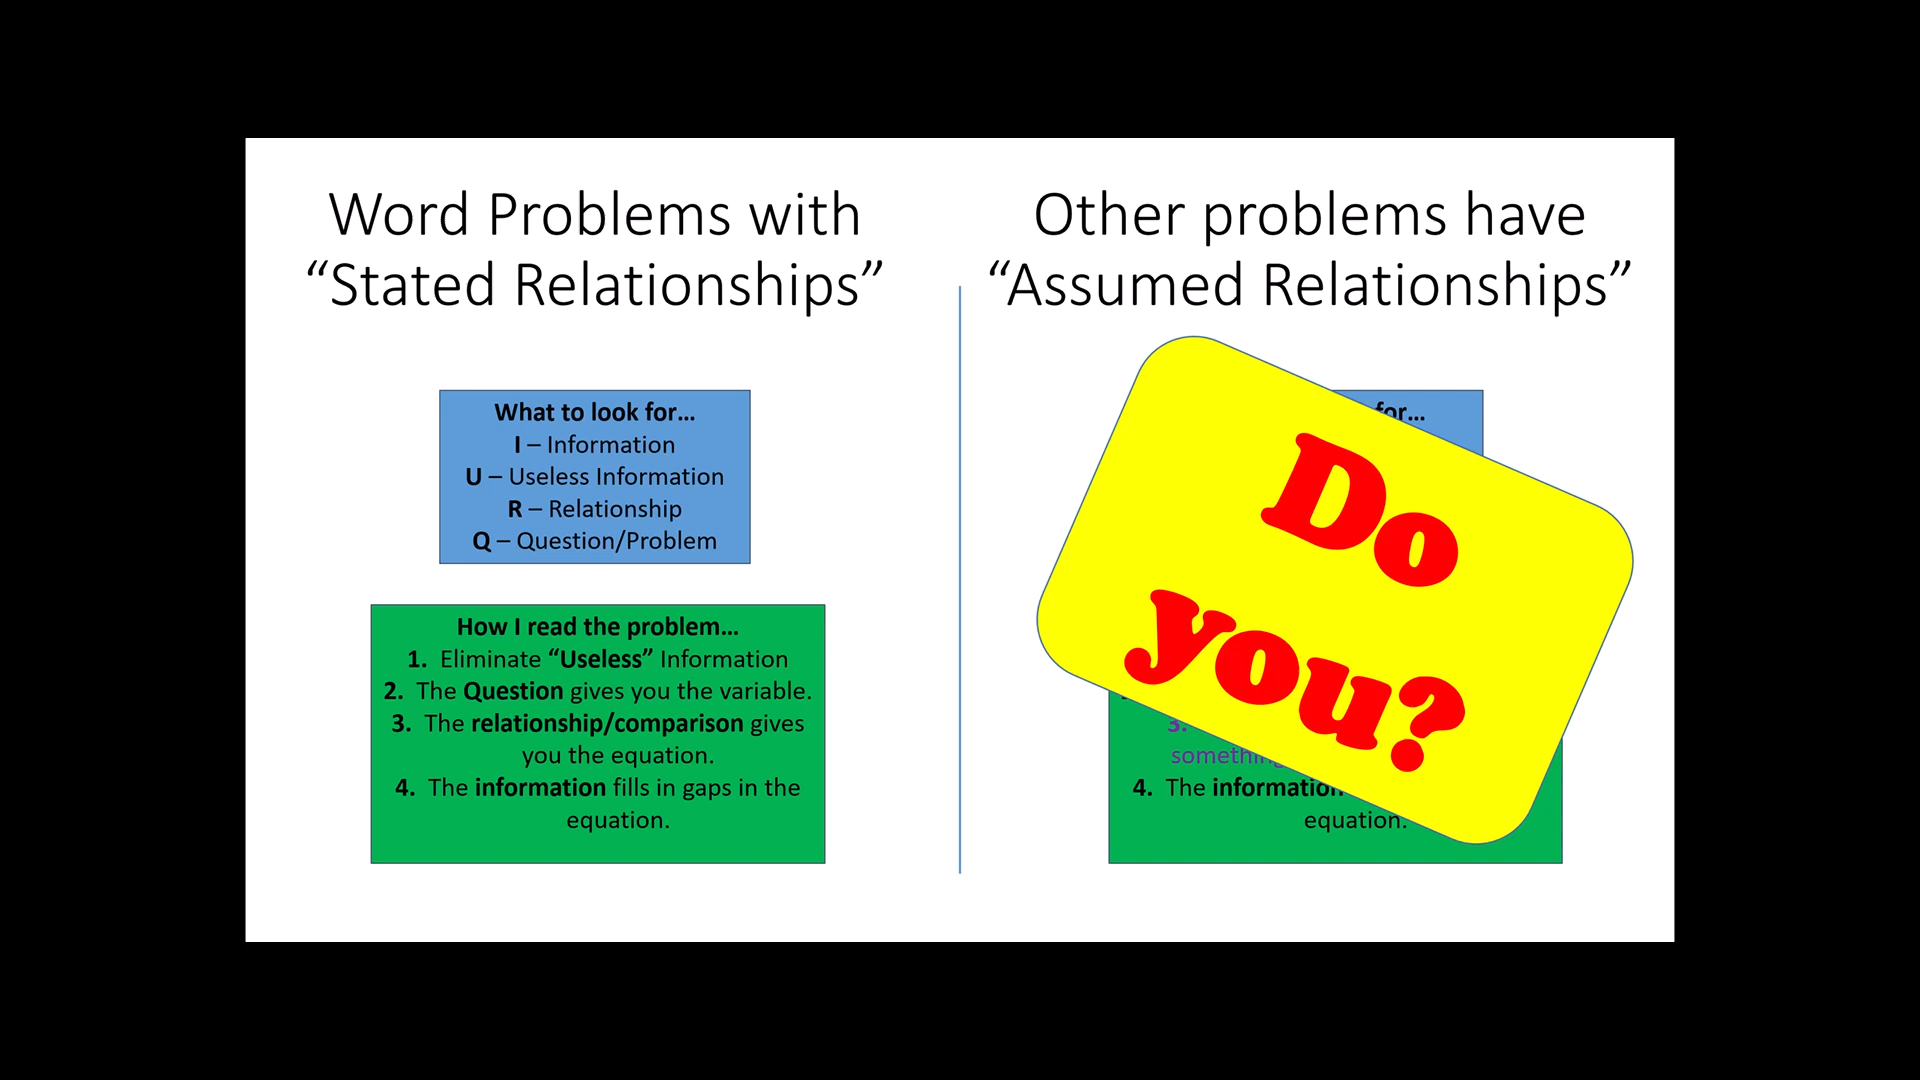 Word Problems with
“Stated Relationships”
What to look for…
I – Information
U – Useless Information
R – Relationship
Q – Question/Problem
How I read the problem…
1. Eliminate “Useless” Information
2. The Question gives you the variable.
3. The relationship/comparison gives
you the equation.
4. The information fills in gaps in the
equation.
Other problems have
“Assumed Relationships”
for…
Do
you?
3.
4. The information
equation.